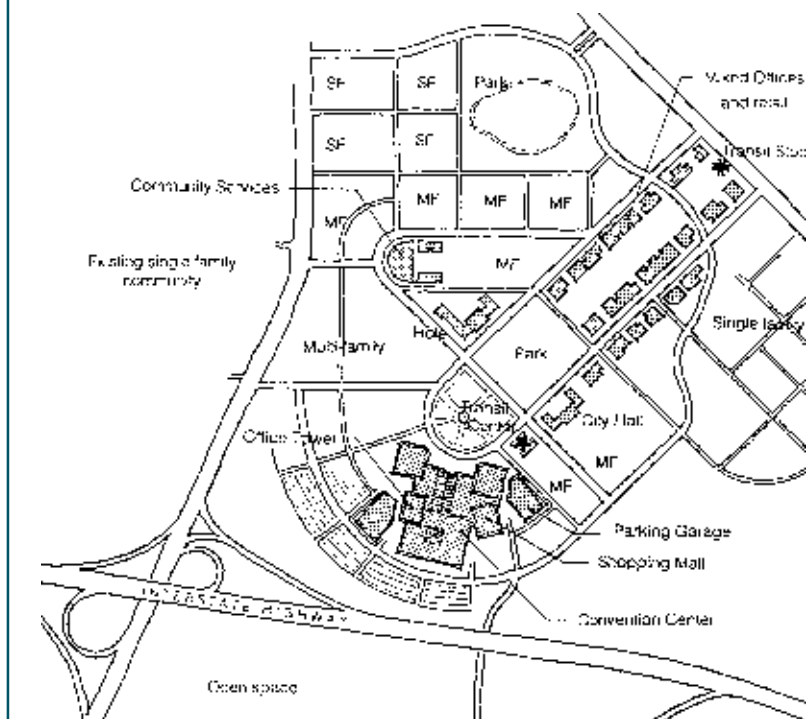 SF
SF
Park
Mixed Offices
and retail
SF
SF
Transit Stop
Community Services
MF
MF
MF
MF
Existing single family
community
MF
Hotel
Single family
Multi-family
Park
Transit
Center
City Hall
Office Tower
MF
MF
Parking Garage
Shopping Mall
INTERSTATE HIGHWAY
Convention Center
Open space